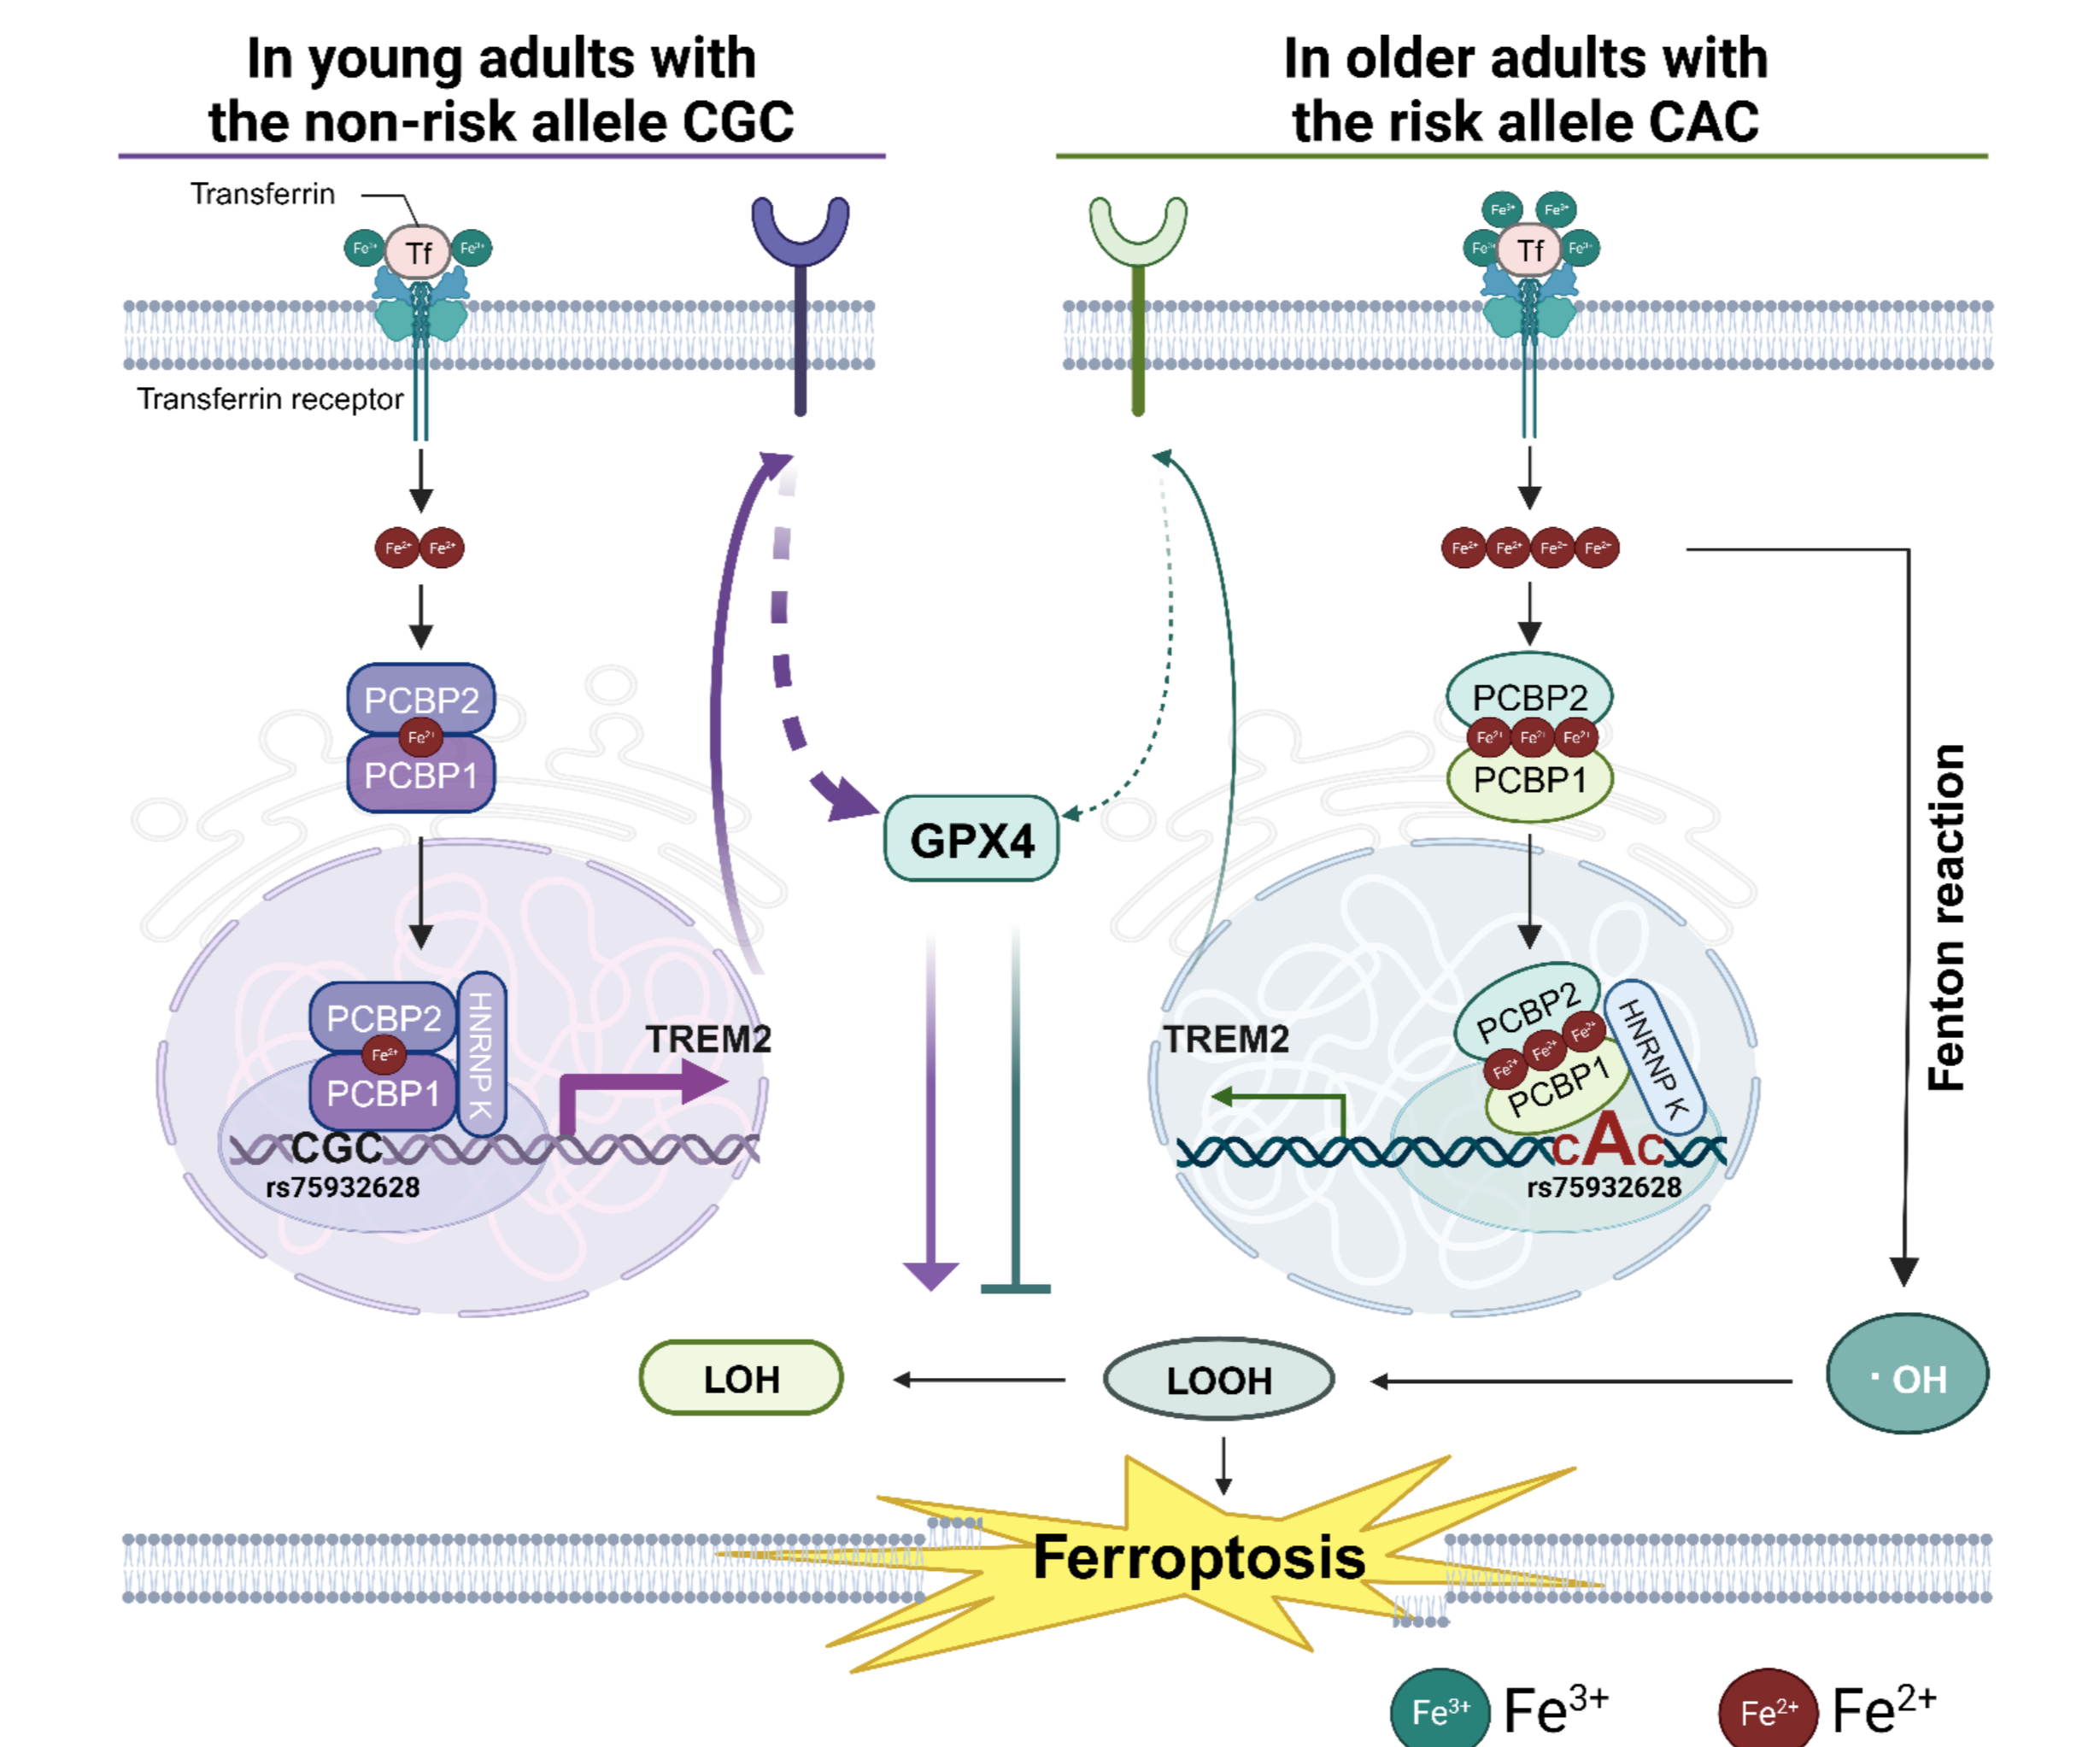 In young adults with
the non-risk allele CGC
In older adults with
the risk allele CAC
Transferrin
Fe³⁺
Tf
Fe³⁺
Fe³⁺
Fe³⁺
Fe³⁺
Tf
Fe³⁺
Transferrin receptor
Fe²⁺
Fe²⁺
Fe²⁺
Fe²⁺
Fe²⁺
Fe²⁺
PCBP2
Fe²⁺
PCBP1
PCBP2
Fe²⁺
Fe²⁺
Fe²⁺
PCBP1
GPX4
Fenton reaction
PCBP2
Fe²⁺
PCBP1
HNRNP K
TREM2
CGC
rs75932628
TREM2
PCBP2
Fe²⁺
Fe²⁺
Fe²⁺
PCBP1
HNRNP K
CAC
rs75932628
LOH
LOOH
· OH
Ferroptosis
Fe³⁺
Fe³⁺
Fe²⁺
Fe²⁺